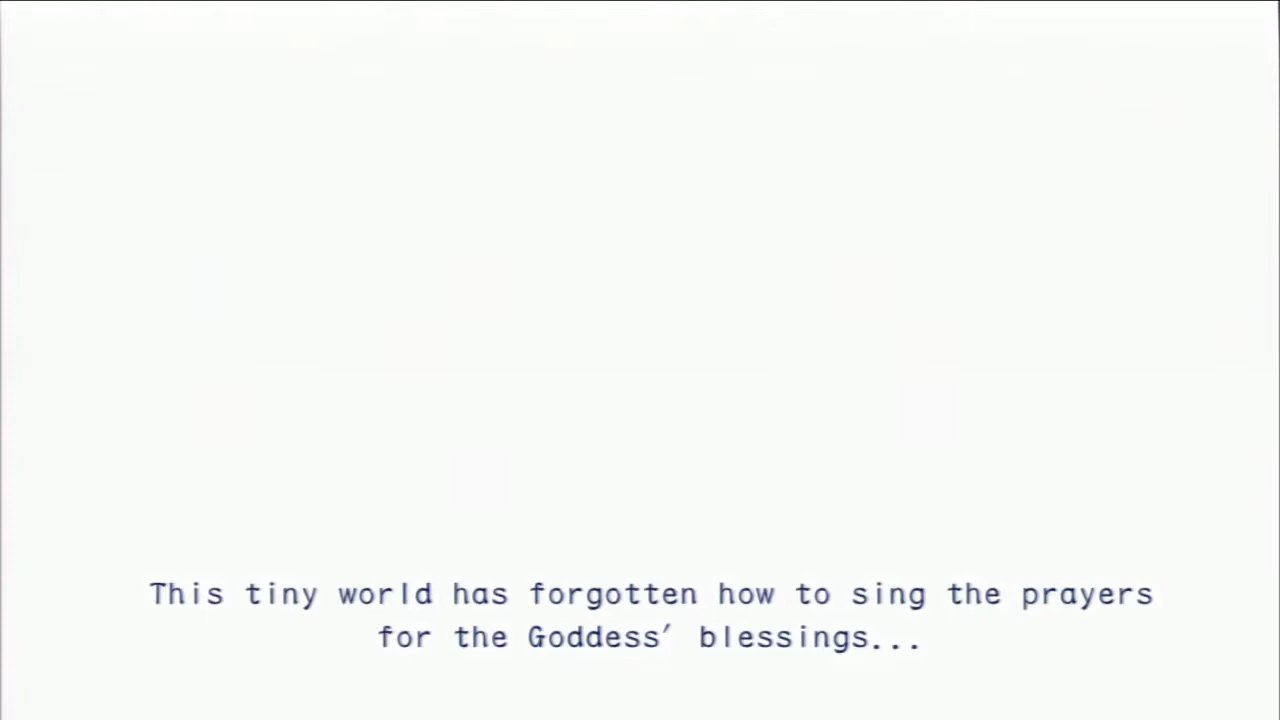 This tiny world has forgotten how to sing the prayers
for the Goddess' blessings...